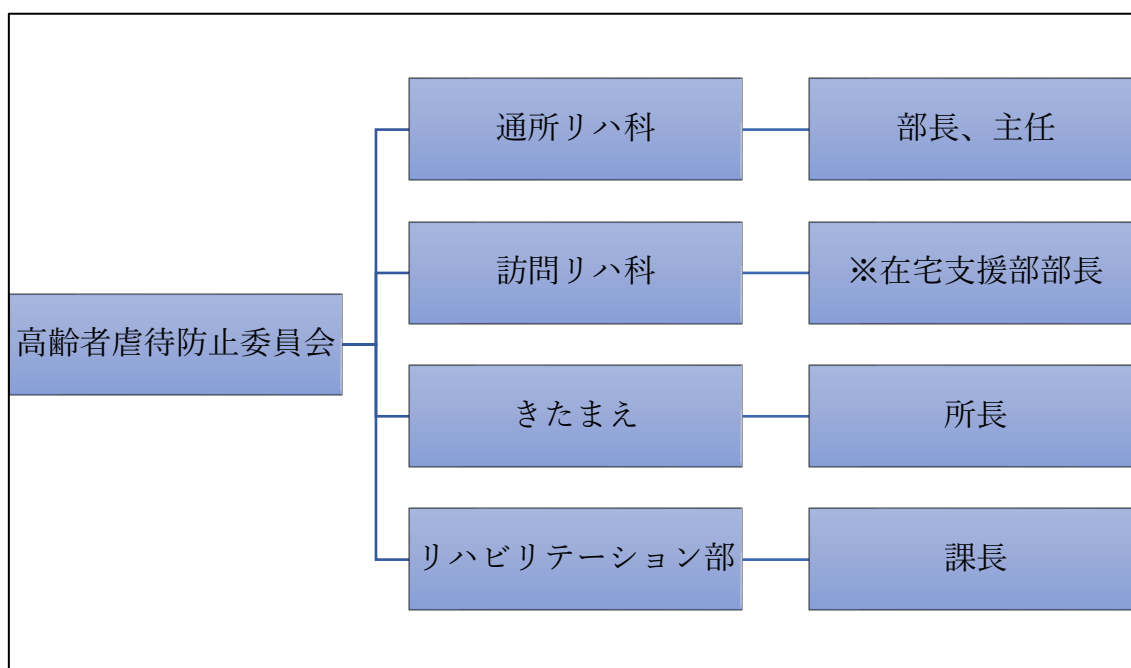 高齢者虐待防止委員会
通所リハ科
部長、主任
訪問リハ科
※在宅支援部部長
きたまえ
所長
リハビリテーション部
課長